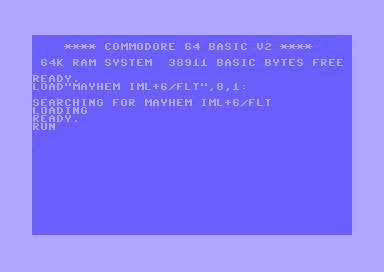 **** COMMODORE 64 BASIC V2 ****
64K RAM SYSTEM  38911 BASIC BYTES FREE
READY.
LOAD"MAYHEM IML+6/FLT",8,1:
SEARCHING FOR MAYHEM IML+6/FLT
LOADING
READY.
RUN